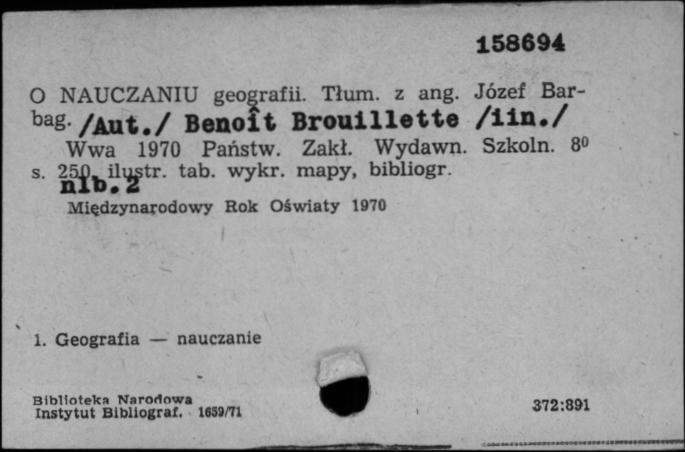 158694
O NAUCZANIU geografii. Tłum. z ang. Józef Bar-
bag. /Aut./ Benoît Brouillette /iin./
Wwa 1970 Państw. Zakł. Wydawn. Szkoln. 8⁰
s. 250, ilustr. tab. wykr. mapy, bibliogr.
nlb. 2
Międzynarodowy Rok Oświaty 1970
1. Geografia — nauczanie
Biblioteka Narodowa
Instytut Bibliograf. 1659/71
372:891